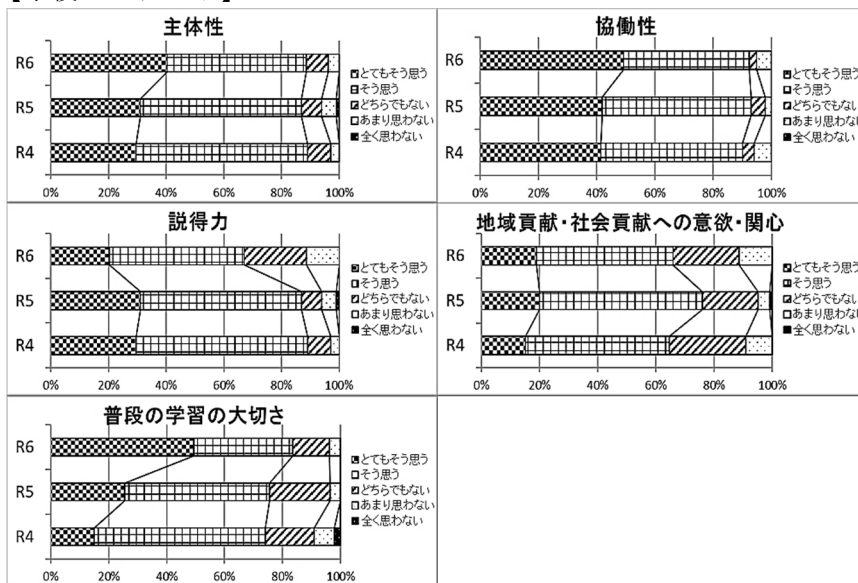 主体性
R6
R5
R4
0% 20% 40% 60% 80% 100%
とてもそう思う
そう思う
どちらでもない
あまり思わない
全く思わない
協働性
R6
R5
R4
0% 20% 40% 60% 80% 100%
とてもそう思う
そう思う
どちらでもない
あまり思わない
全く思わない
説得力
R6
R5
R4
0% 20% 40% 60% 80% 100%
とてもそう思う
そう思う
どちらでもない
あまり思わない
全く思わない
地域貢献・社会貢献への意欲・関心
R6
R5
R4
0% 20% 40% 60% 80% 100%
とてもそう思う
そう思う
どちらでもない
あまり思わない
全く思わない
普段の学習の大切さ
R6
R5
R4
0% 20% 40% 60% 80% 100%
とてもそう思う
そう思う
どちらでもない
あまり思わない
全く思わない